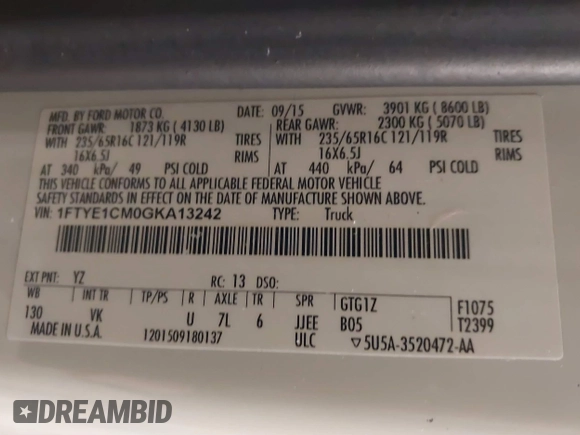 MFD. BY FORD MOTOR CO. DATE: 09/15 GVWR: 3901 KG ( 8600 LB)
FRONT GAWR: 1873 KG ( 4130 LB) REAR GAWR: 2300 KG ( 5070 LB)
WITH 235/65R16C 121/119R TIRES WITH 235/65R16C 121/119R TIRES
16X6.5J RIMS 16X6.5J RIMS
AT 340 kPa/ 49 PSI COLD AT 440 kPa/ 64 PSI COLD
THIS VEHICLE CONFORMS TO ALL APPLICABLE FEDERAL MOTOR VEHICLE
SAFETY STANDARDS IN EFFECT ON THE DATE OF MANUFACTURE SHOWN ABOVE.
VIN: 1FTYE1CM0GKA13242 TYPE: Truck
EXT PNT: YZ RC: 13 DSO:
WB INT TR TP/PS R AXLE TR SPR GTG1Z F1075
130 VK U 7L 6 JJEE B05 T2399
MADE IN U.S.A. 1201509180137 ULC ▽5U5A-3520472-AA
DREAMBID